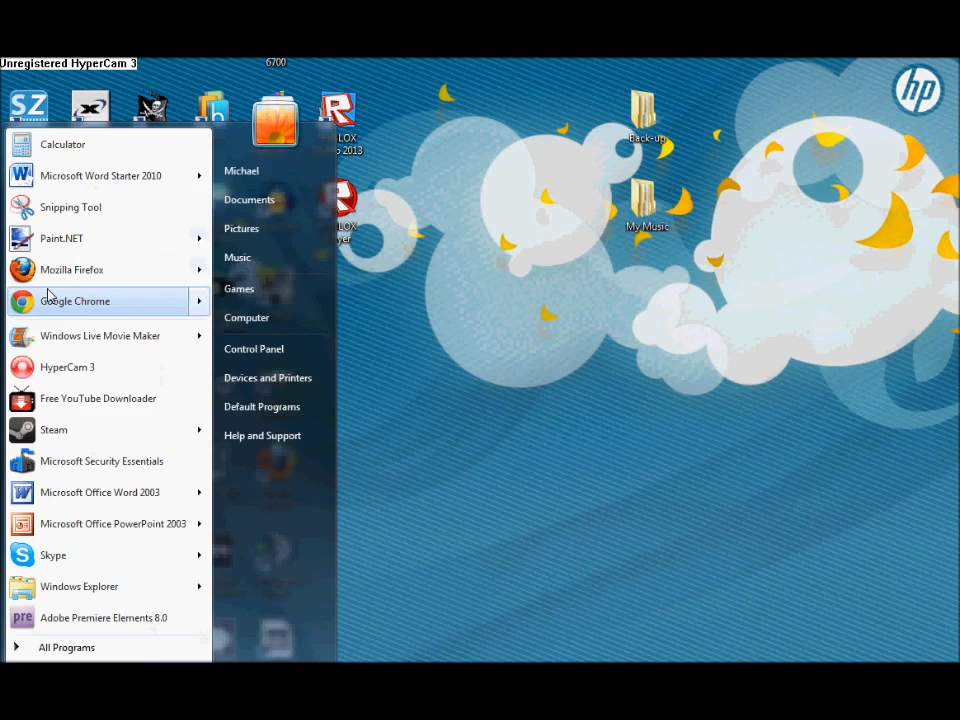 Unregistered HyperCam 3
6700
SZ
hp
LOX
o 2013
Back-up
LOX
yer
My Music
Calculator
Microsoft Word Starter 2010
Snipping Tool
Paint.NET
Mozilla Firefox
Google Chrome
Windows Live Movie Maker
HyperCam 3
Free YouTube Downloader
Steam
Microsoft Security Essentials
Microsoft Office Word 2003
Microsoft Office PowerPoint 2003
Skype
Windows Explorer
pre Adobe Premiere Elements 8.0
All Programs
Michael
Documents
Pictures
Music
Games
Computer
Control Panel
Devices and Printers
Default Programs
Help and Support